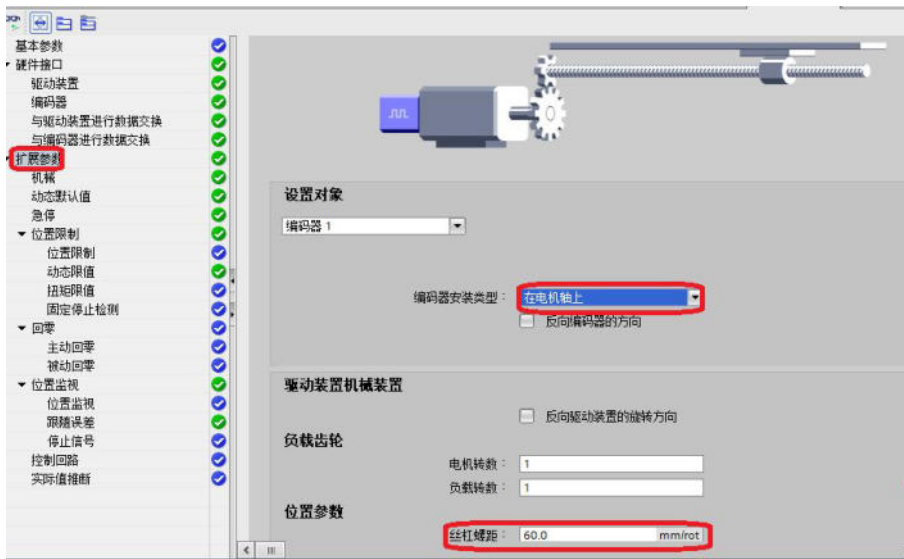 基本参数
硬件接口
驱动装置
编码器
与驱动装置进行数据交换
与编码器进行数据交换
扩展参数
机械
动态默认值
急停
位置限制
位置限制
动态限值
扭矩限值
固定停止检测
回零
主动回零
被动回零
位置监视
位置监视
跟随误差
停止信号
控制回路
实际值推断
设置对象
编码器 1
编码器安装类型： 在电机轴上
反向编码器的方向
驱动装置机械装置
反向驱动装置的旋转方向
负载齿轮
电机转数： 1
负载转数： 1
位置参数
丝杠螺距： 60.0 mm/rot